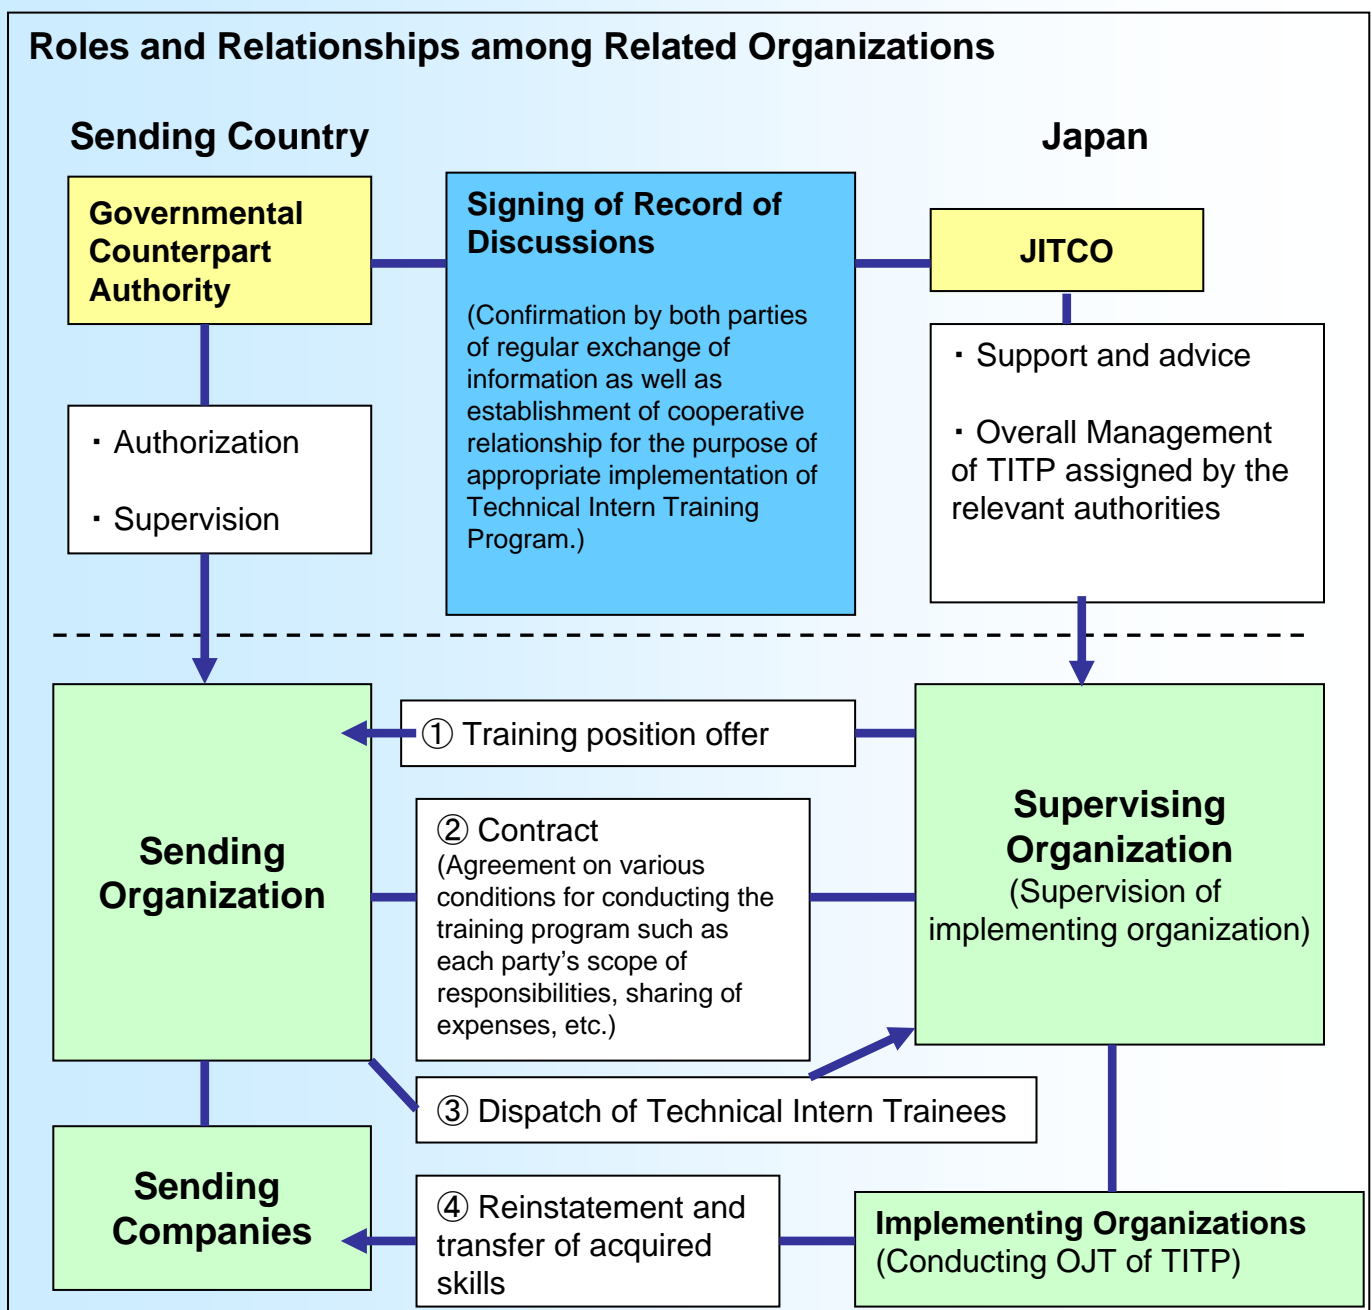 Roles and Relationships among Related Organizations
Sending Country
Japan
Governmental
Counterpart
Authority
Signing of Record of
Discussions
(Confirmation by both parties
of regular exchange of
information as well as
establishment of cooperative
relationship for the purpose of
appropriate implementation of
Technical Intern Training
Program.)
JITCO
・Authorization
・Supervision
・Support and advice
・Overall Management
of TITP assigned by the
relevant authorities
Sending
Organization
① Training position offer
② Contract
(Agreement on various
conditions for conducting the
training program such as
each party’s scope of
responsibilities, sharing of
expenses, etc.)
③ Dispatch of Technical Intern Trainees
Supervising
Organization
(Supervision of
implementing organization)
Sending
Companies
④ Reinstatement and
transfer of acquired
skills
Implementing Organizations
(Conducting OJT of TITP)